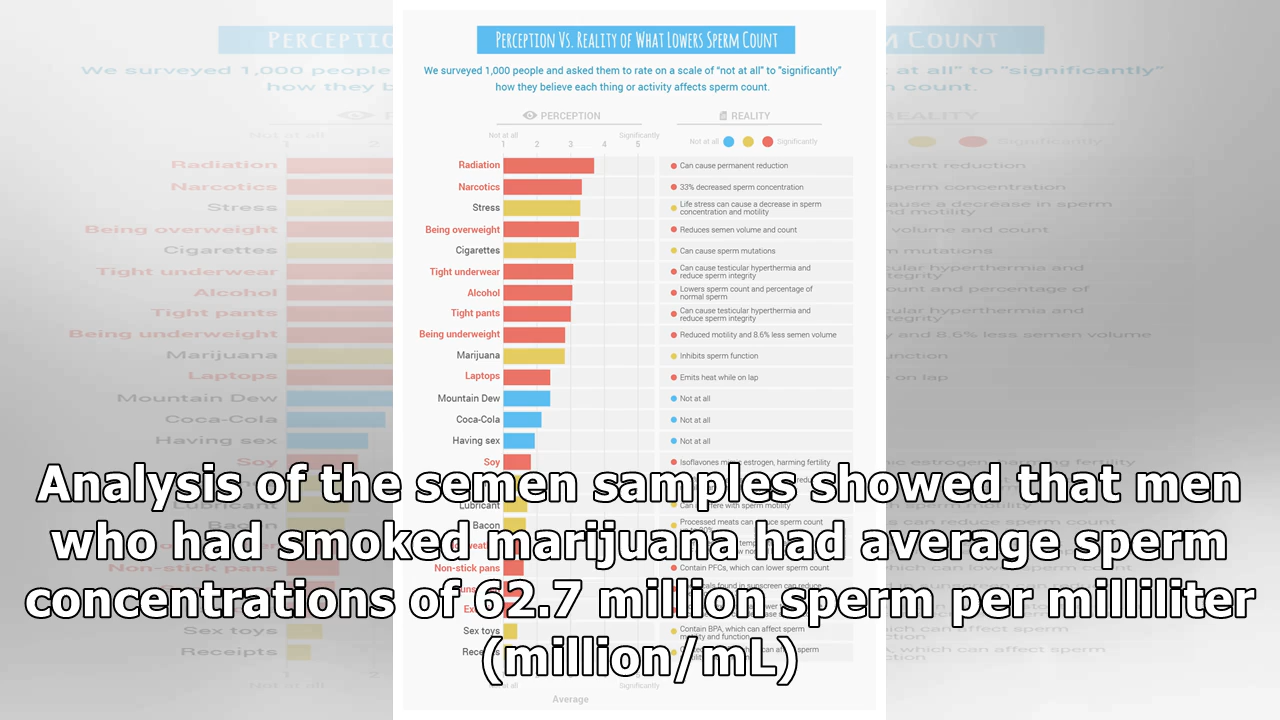 PERCEPTION VS. REALITY OF WHAT LOWERS SPERM COUNT
We surveyed 1,000 people and asked them to rate on a scale of "not at all" to "significantly"
how they believe each thing or activity affects sperm count.
PERCEPTION REALITY
Not at all Significantly Not at all Significantly
1 2 3 4 5
Radiation Can cause permanent reduction
Narcotics 33% decreased sperm concentration
Stress Life stress can cause a decrease in sperm
concentration and motility
Being overweight Reduces semen volume and count
Cigarettes Can cause sperm mutations
Tight underwear Can cause testicular hyperthermia and
reduce sperm integrity
Alcohol Lowers sperm count and percentage of
normal sperm
Tight pants Can cause testicular hyperthermia and
reduce sperm integrity
Being underweight Reduced motility and 8.6% less semen volume
Marijuana Inhibits sperm function
Laptops Emits heat while on lap
Mountain Dew Not at all
Coca-Cola Not at all
Having sex Not at all
Soy Isoflavones mimic estrogen, harming fertility
Analysis of the semen samples showed that men
Lubricant Can interfere with sperm motility
Bacon Processed meats can reduce sperm count
who had smoked marijuana had average sperm
Non-stick pans Contain PFCs, which can lower sperm count
concentrations of 62.7 million sperm per milliliter
Sex toys Contain BPA, which can affect sperm
motility and function
(million/mL)
Not at all Significantly
Average